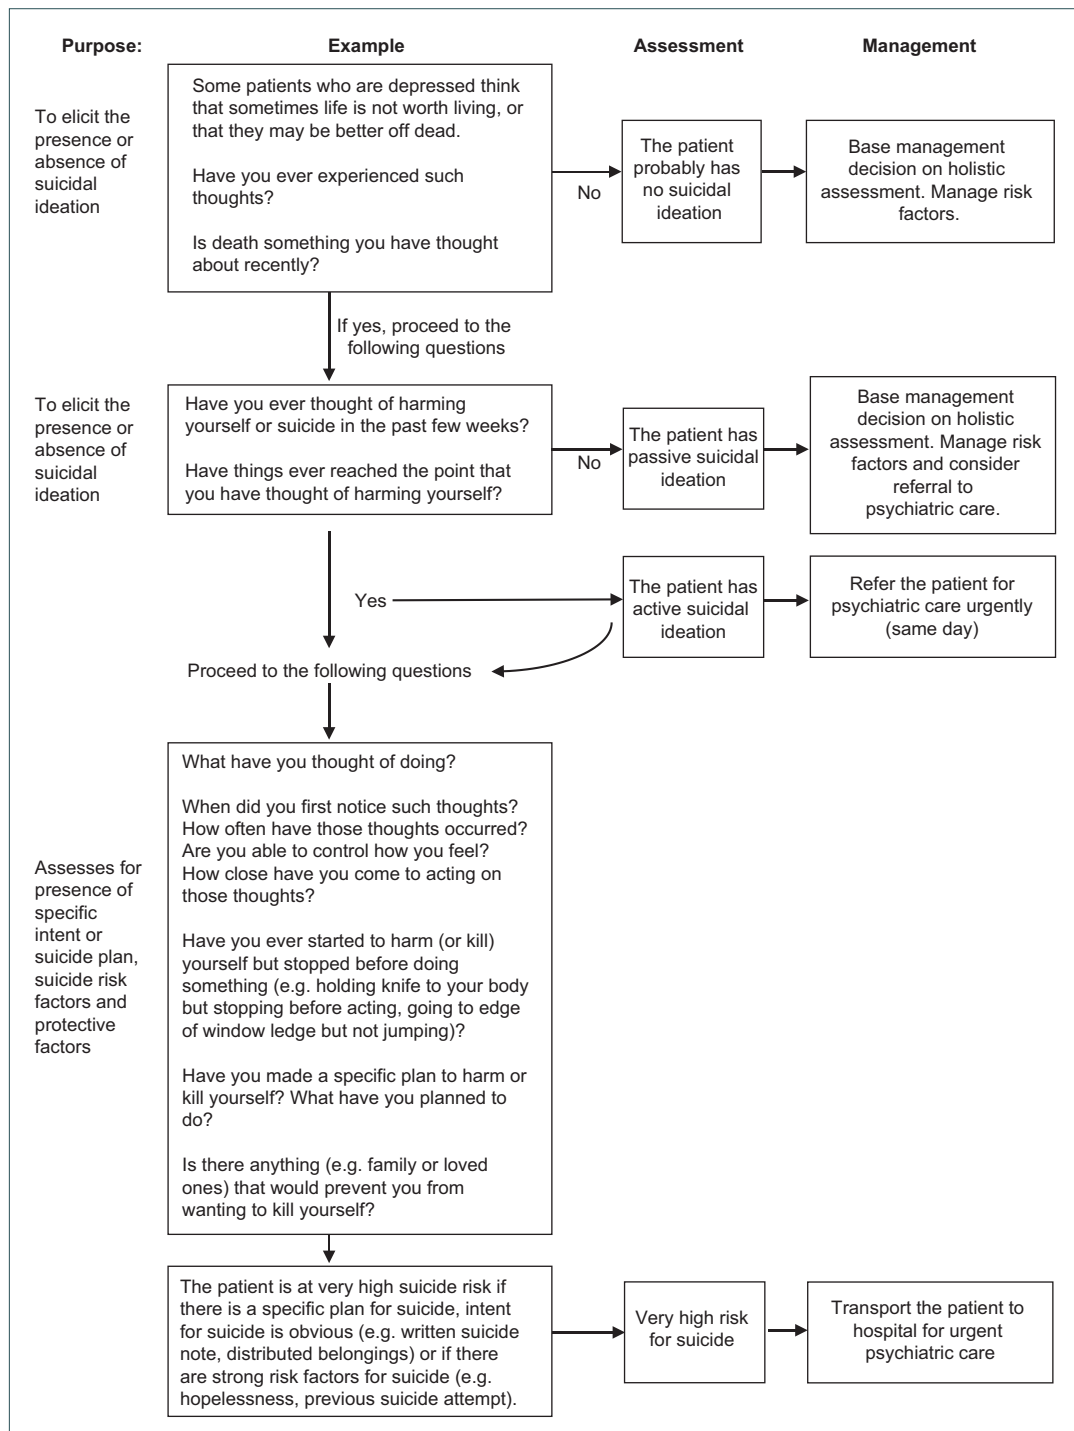 Purpose:
Example
Assessment
Management
To elicit the
presence or
absence of
suicidal
ideation
Some patients who are depressed think
that sometimes life is not worth living, or
that they may be better off dead.
Have you ever experienced such
thoughts?
Is death something you have thought
about recently?
No
The patient
probably has
no suicidal
ideation
Base management
decision on holistic
assessment. Manage risk
factors.
If yes, proceed to the
following questions
To elicit the
presence or
absence of
suicidal
ideation
Have you ever thought of harming
yourself or suicide in the past few weeks?
Have things ever reached the point that
you have thought of harming yourself?
No
The patient has
passive suicidal
ideation
Base management
decision on holistic
assessment. Manage risk
factors and consider
referral to
psychiatric care.
Yes
The patient has
active suicidal
ideation
Refer the patient for
psychiatric care urgently
(same day)
Proceed to the following questions
Assesses for
presence of
specific
intent or
suicide plan,
suicide risk
factors and
protective
factors
What have you thought of doing?
When did you first notice such thoughts?
How often have those thoughts occurred?
Are you able to control how you feel?
How close have you come to acting on
those thoughts?
Have you ever started to harm (or kill)
yourself but stopped before doing
something (e.g. holding knife to your body
but stopping before acting, going to edge
of window ledge but not jumping)?
Have you made a specific plan to harm or
kill yourself? What have you planned to
do?
Is there anything (e.g. family or loved
ones) that would prevent you from
wanting to kill yourself?
The patient is at very high suicide risk if
there is a specific plan for suicide, intent
for suicide is obvious (e.g. written suicide
note, distributed belongings) or if there
are strong risk factors for suicide (e.g.
hopelessness, previous suicide attempt).
Very high risk
for suicide
Transport the patient to
hospital for urgent
psychiatric care